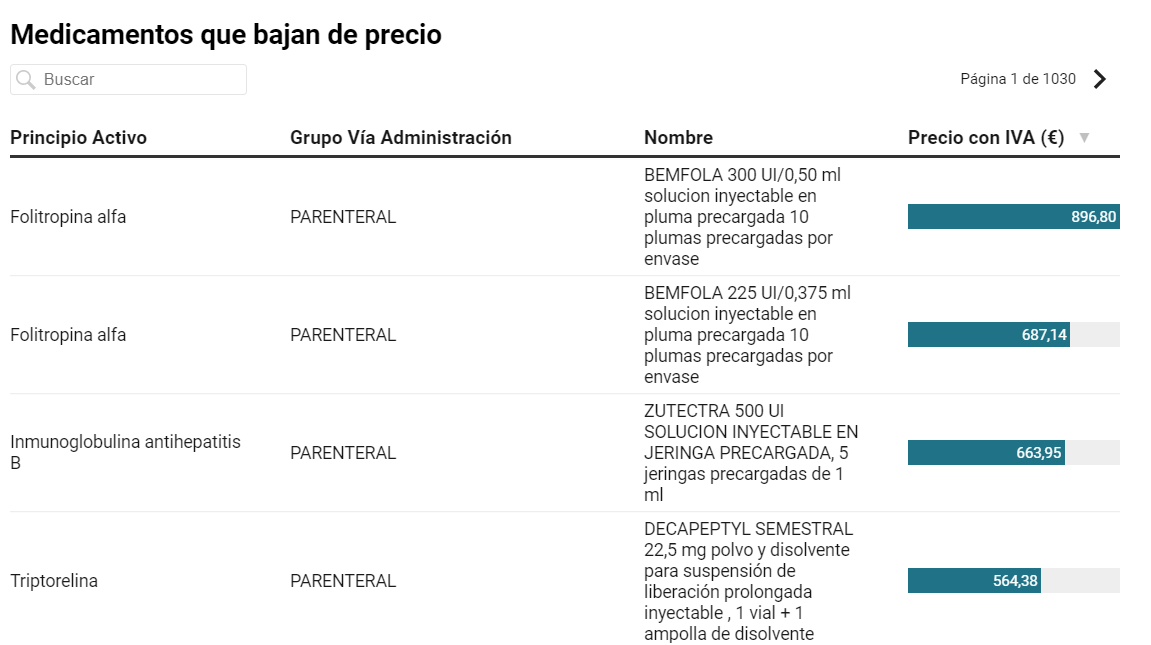 Medicamentos que bajan de precio
Buscar
Página 1 de 1030
Principio Activo
Grupo Vía Administración
Nombre
Precio con IVA (€)
Folitropina alfa
PARENTERAL
BEMFOLA 300 UI/0,50 ml
solucion inyectable en
pluma precargada 10
plumas precargadas por
envase
896,80
Folitropina alfa
PARENTERAL
BEMFOLA 225 UI/0,375 ml
solucion inyectable en
pluma precargada 10
plumas precargadas por
envase
687,14
Inmunoglobulina antihepatitis
B
PARENTERAL
ZUTECTRA 500 UI
SOLUCION INYECTABLE EN
JERINGA PRECARGADA, 5
jeringas precargadas de 1
ml
663,95
Triptorelina
PARENTERAL
DECAPEPTYL SEMESTRAL
22,5 mg polvo y disolvente
para suspensión de
liberación prolongada
inyectable , 1 vial + 1
ampolla de disolvente
564,38